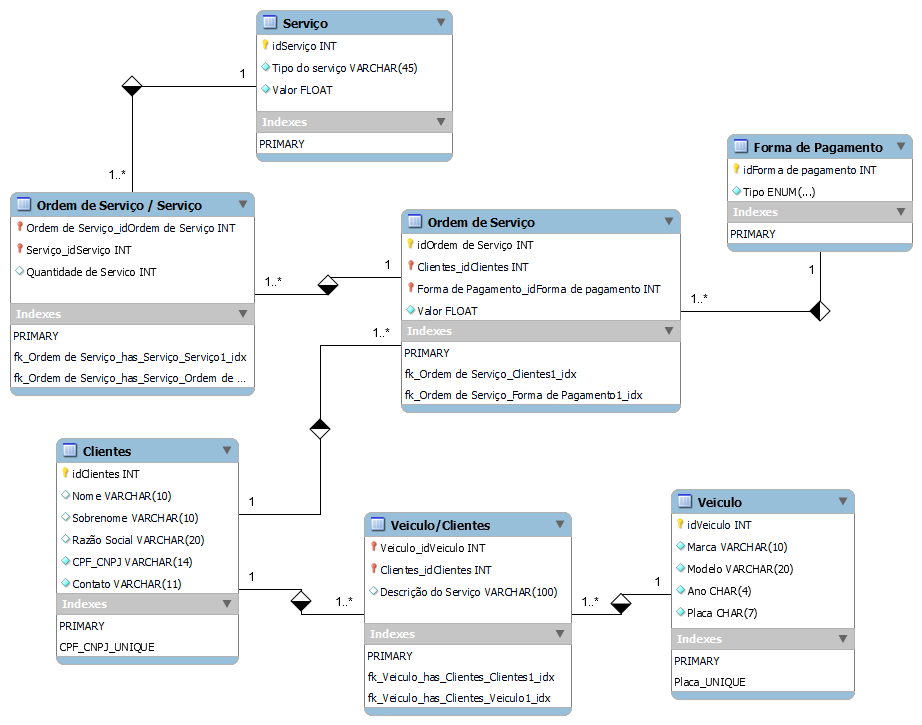 Serviço
idServiço INT
Tipo do serviço VARCHAR(45)
Valor FLOAT
Indexes
PRIMARY
1
1..*
Forma de Pagamento
idForma de pagamento INT
Tipo ENUM(...)
Indexes
PRIMARY
1
1..*
Ordem de Serviço / Serviço
Ordem de Serviço_idOrdem de Serviço INT
Serviço_idServiço INT
Quantidade de Servico INT
Indexes
PRIMARY
fk_Ordem de Serviço_has_Serviço_Serviço1_idx
fk_Ordem de Serviço_has_Serviço_Ordem de ...
1..*
1
Ordem de Serviço
idOrdem de Serviço INT
Clientes_idClientes INT
Forma de Pagamento_idForma de pagamento INT
Valor FLOAT
Indexes
PRIMARY
fk_Ordem de Serviço_Clientes1_idx
fk_Ordem de Serviço_Forma de Pagamento1_idx
1..*
1
Clientes
idClientes INT
Nome VARCHAR(10)
Sobrenome VARCHAR(10)
Razão Social VARCHAR(20)
CPF_CNPJ VARCHAR(14)
Contato VARCHAR(11)
Indexes
PRIMARY
CPF_CNPJ_UNIQUE
1
1..*
Veiculo/Clientes
Veiculo_idVeiculo INT
Clientes_idClientes INT
Descrição do Serviço VARCHAR(100)
Indexes
PRIMARY
fk_Veiculo_has_Clientes_Clientes1_idx
fk_Veiculo_has_Clientes_Veiculo1_idx
1..*
1
Veiculo
idVeiculo INT
Marca VARCHAR(10)
Modelo VARCHAR(20)
Ano CHAR(4)
Placa CHAR(7)
Indexes
PRIMARY
Placa_UNIQUE